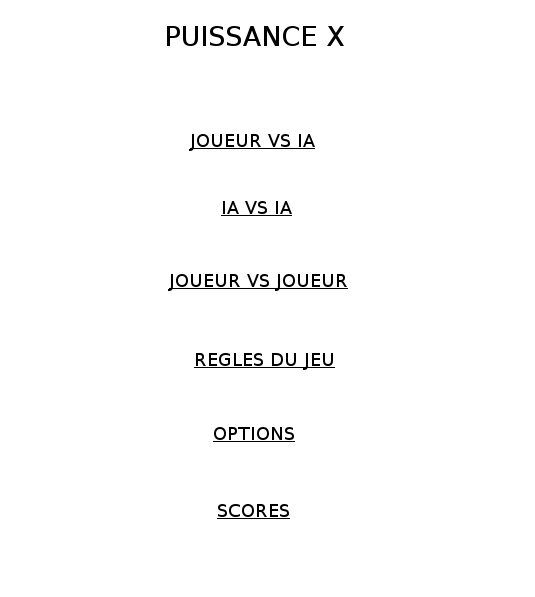 PUISSANCE X
JOUEUR VS IA
IA VS IA
JOUEUR VS JOUEUR
REGLES DU JEU
OPTIONS
SCORES